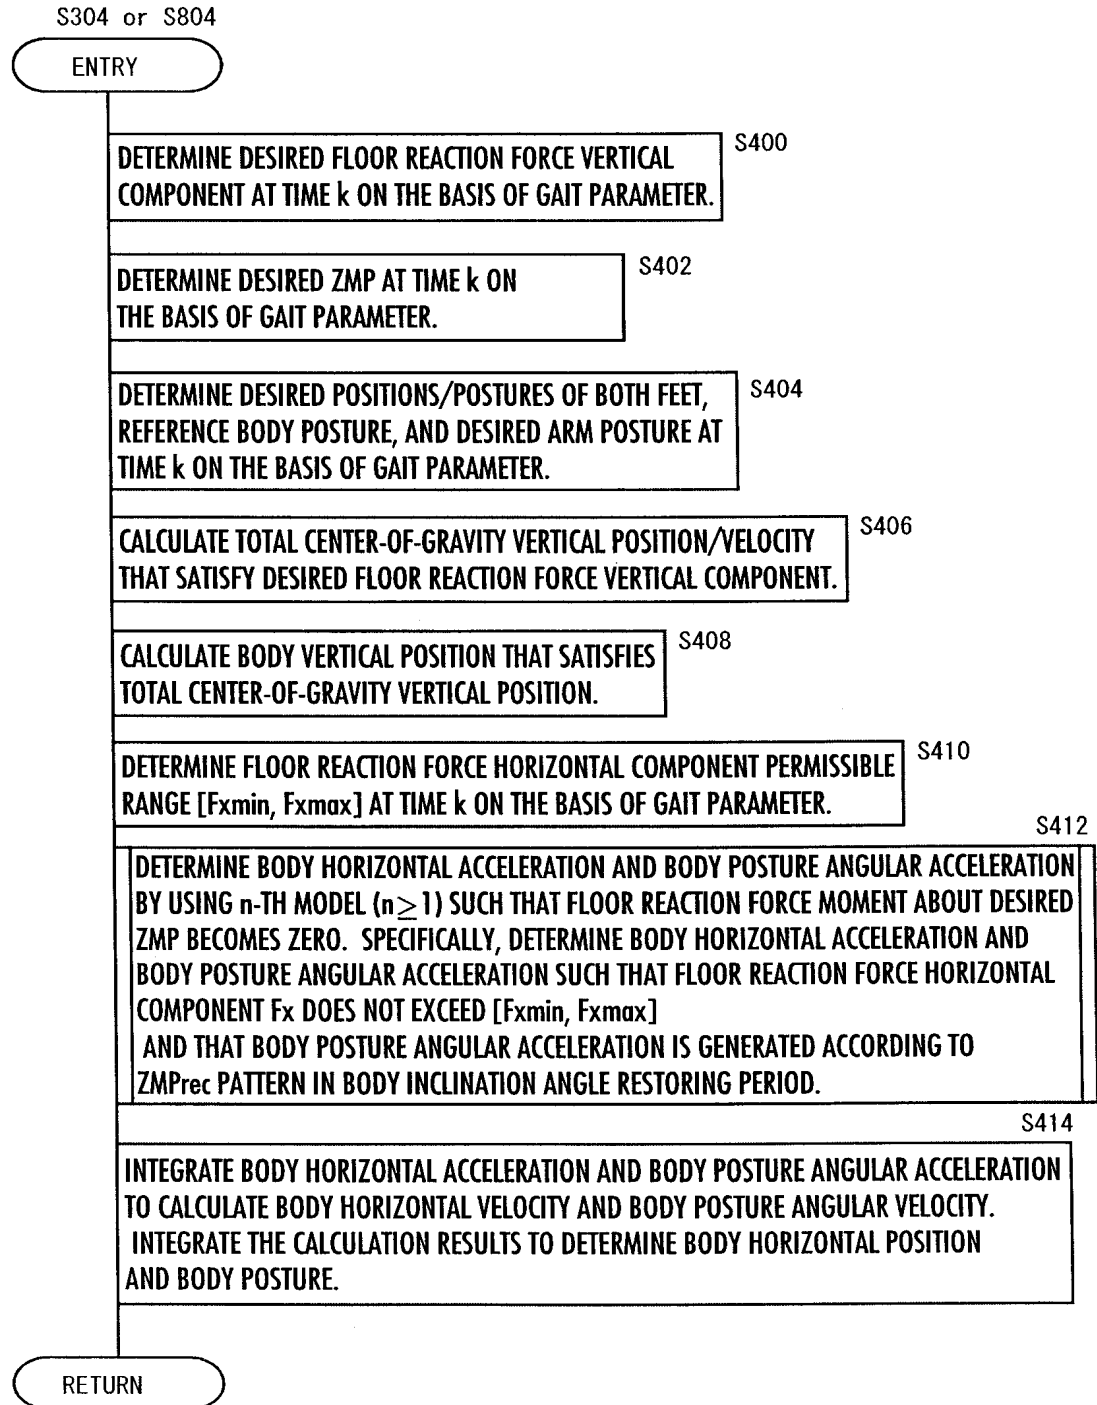 S304 or S804
ENTRY
S400
DETERMINE DESIRED FLOOR REACTION FORCE VERTICAL
COMPONENT AT TIME k ON THE BASIS OF GAIT PARAMETER.
S402
DETERMINE DESIRED ZMP AT TIME k ON
THE BASIS OF GAIT PARAMETER.
S404
DETERMINE DESIRED POSITIONS/POSTURES OF BOTH FEET,
REFERENCE BODY POSTURE, AND DESIRED ARM POSTURE AT
TIME k ON THE BASIS OF GAIT PARAMETER.
S406
CALCULATE TOTAL CENTER-OF-GRAVITY VERTICAL POSITION/VELOCITY
THAT SATISFY DESIRED FLOOR REACTION FORCE VERTICAL COMPONENT.
S408
CALCULATE BODY VERTICAL POSITION THAT SATISFIES
TOTAL CENTER-OF-GRAVITY VERTICAL POSITION.
S410
DETERMINE FLOOR REACTION FORCE HORIZONTAL COMPONENT PERMISSIBLE
RANGE [Fxmin, Fxmax] AT TIME k ON THE BASIS OF GAIT PARAMETER.
S412
DETERMINE BODY HORIZONTAL ACCELERATION AND BODY POSTURE ANGULAR ACCELERATION
BY USING n-TH MODEL (n≥1) SUCH THAT FLOOR REACTION FORCE MOMENT ABOUT DESIRED
ZMP BECOMES ZERO. SPECIFICALLY, DETERMINE BODY HORIZONTAL ACCELERATION AND
BODY POSTURE ANGULAR ACCELERATION SUCH THAT FLOOR REACTION FORCE HORIZONTAL
COMPONENT Fx DOES NOT EXCEED [Fxmin, Fxmax]
AND THAT BODY POSTURE ANGULAR ACCELERATION IS GENERATED ACCORDING TO
ZMPrec PATTERN IN BODY INCLINATION ANGLE RESTORING PERIOD.
S414
INTEGRATE BODY HORIZONTAL ACCELERATION AND BODY POSTURE ANGULAR ACCELERATION
TO CALCULATE BODY HORIZONTAL VELOCITY AND BODY POSTURE ANGULAR VELOCITY.
INTEGRATE THE CALCULATION RESULTS TO DETERMINE BODY HORIZONTAL POSITION
AND BODY POSTURE.
RETURN